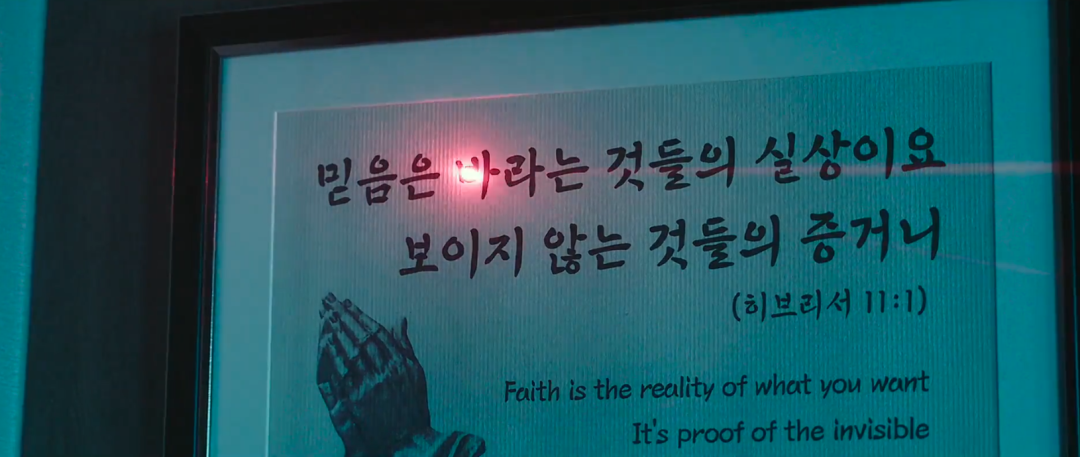 믿음은 바라는 것들의 실상이요
보이지 않는 것들의 증거니
(히브리서 11:1)
Faith is the reality of what you want
It's proof of the invisible